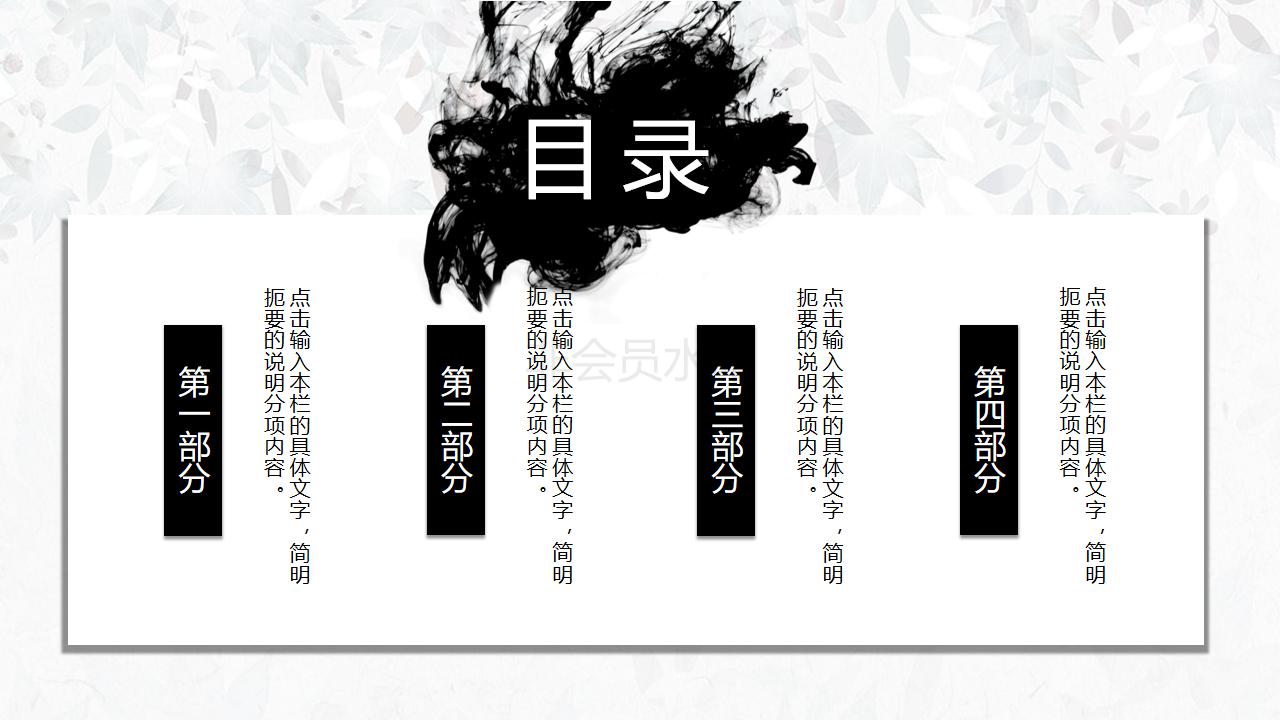 目录
第一部分
点击输入本栏的具体文字，简明
扼要的说明分项内容。
第二部分
点击输入本栏的具体文字，简明
扼要的说明分项内容。
第三部分
点击输入本栏的具体文字，简明
扼要的说明分项内容。
第四部分
点击输入本栏的具体文字，简明
扼要的说明分项内容。
会员水